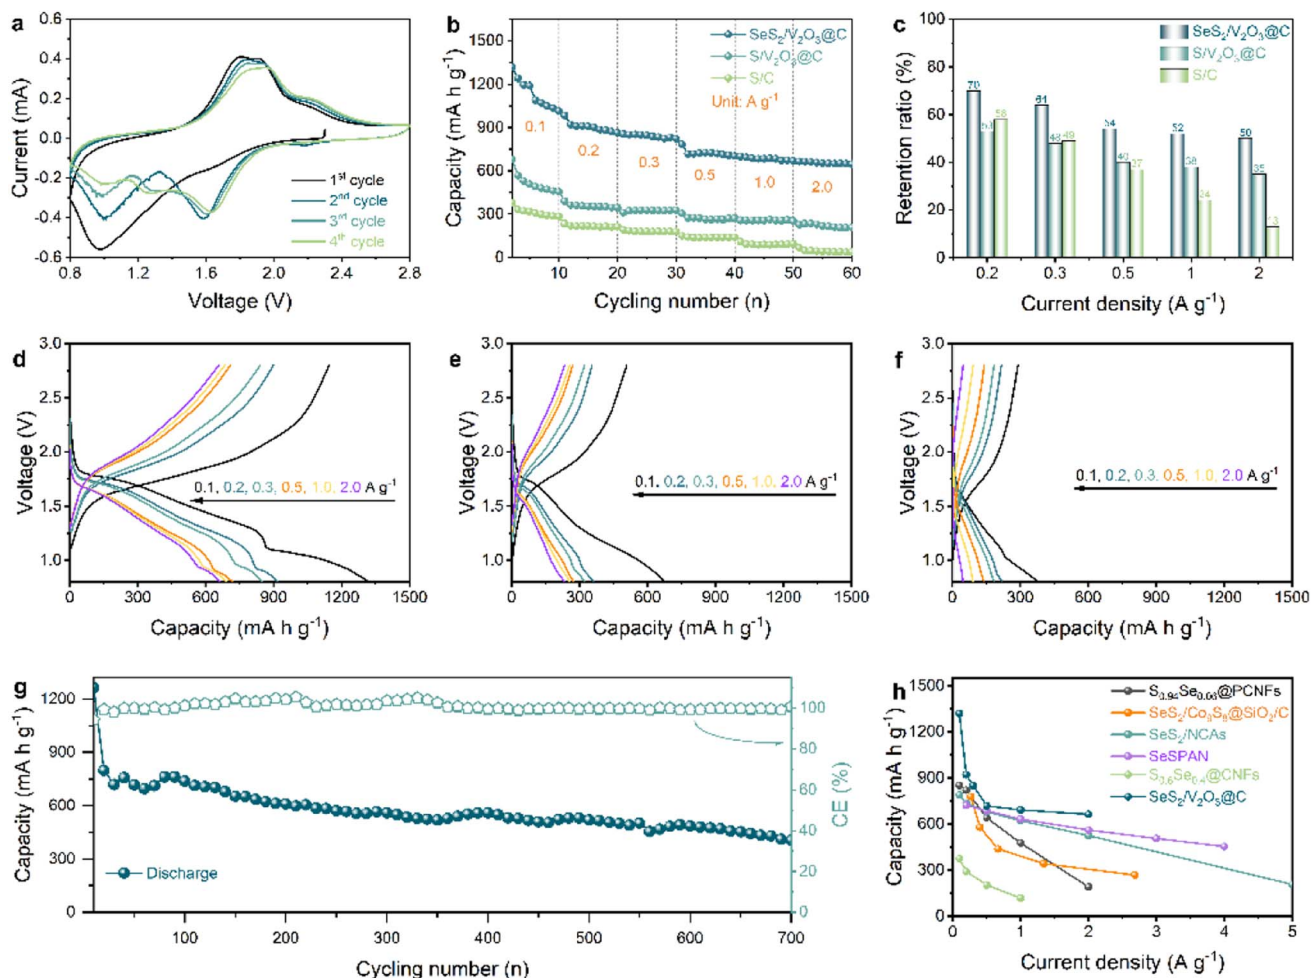 a
Current (mA)
0.6
0.4
0.2
0.0
-0.2
-0.4
0.6
1st cycle
2nd cycle
3rd cycle
4th cycle
0.8 1.2 1.6 2.0 2.4 2.8
Voltage (V)
b
Capacity (mA h g-1)
1500
1200
900
600
300
0
SeS2/V2O3@C
S/V2O3@C
S/C
Unit: A g-1
0.1
0.2
0.3
0.5
1.0
2.0
10 20 30 40 50 60
Cycling number (n)
c
Retention ratio (%)
100
80
60
40
20
0
SeS2/V2O3@C
S/V2O3@C
S/C
70 53 58
64 48 49
54 40 37
52 38 24
50 35 13
0.2 0.3 0.5 1 2
Current density (A g-1)
d
Voltage (V)
3.0
2.5
2.0
1.5
1.0
0.1, 0.2, 0.3, 0.5, 1.0, 2.0 A g-1
0 300 600 900 1200 1500
Capacity (mA h g-1)
e
Voltage (V)
3.0
2.5
2.0
1.5
1.0
0.1, 0.2, 0.3, 0.5, 1.0, 2.0 A g-1
0 300 600 900 1200 1500
Capacity (mA h g-1)
f
Voltage (V)
3.0
2.5
2.0
1.5
1.0
0.1, 0.2, 0.3, 0.5, 1.0, 2.0 A g-1
0 300 600 900 1200 1500
Capacity (mA h g-1)
g
Capacity (mA h g-1)
1200
900
600
300
0
Discharge
100
80
60
40
20
0
CE (%)
100 200 300 400 500 600 700
Cycling number (n)
h
Capacity (mA h g-1)
1500
1200
900
600
300
0
S0.94Se0.06@PCNFs
SeS2/Co9S8@SiO2/C
SeS2/NCAs
SeSPAN
S0.6Se0.4@CNFs
SeS2/V2O3@C
0 1 2 3 4 5
Current density (A g-1)